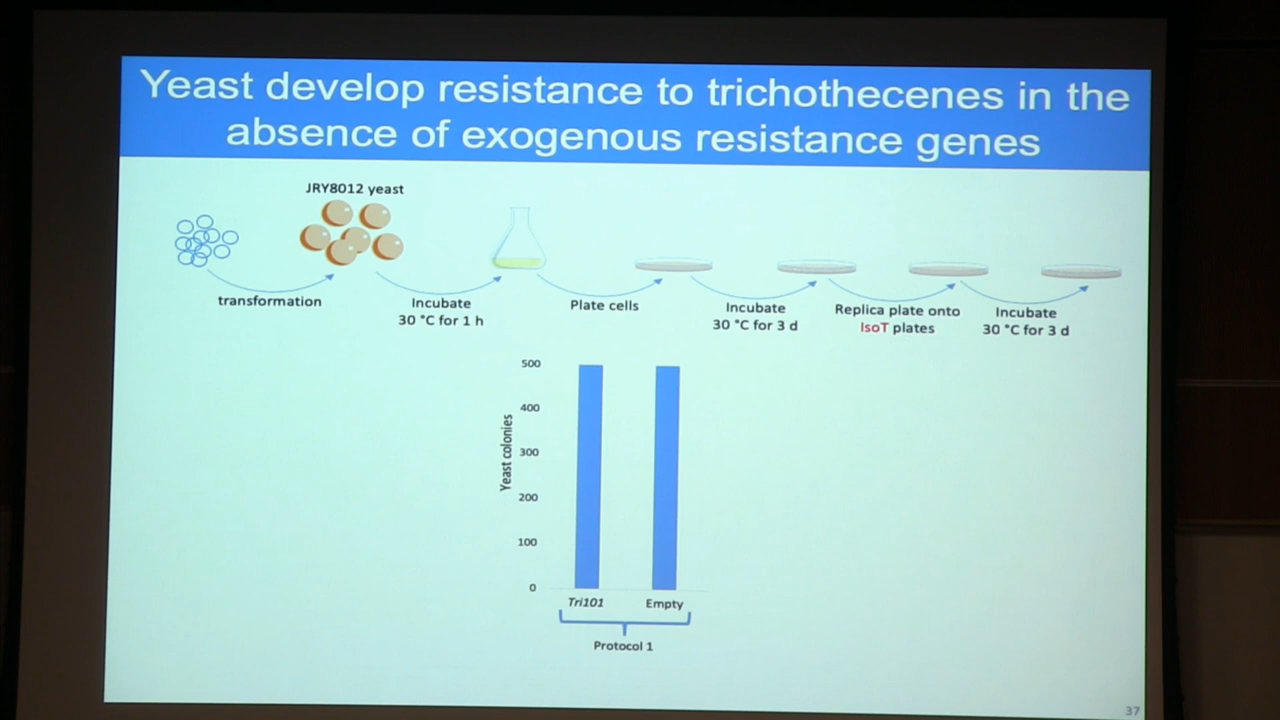 Yeast develop resistance to trichothecenes in the
absence of exogenous resistance genes
JRY8012 yeast
transformation
Incubate
30 °C for 1 h
Plate cells
Incubate
30 °C for 3 d
Replica plate onto
IsoT plates
Incubate
30 °C for 3 d
Yeast colonies
500
400
300
200
100
0
Tri101
Empty
Protocol 1
37